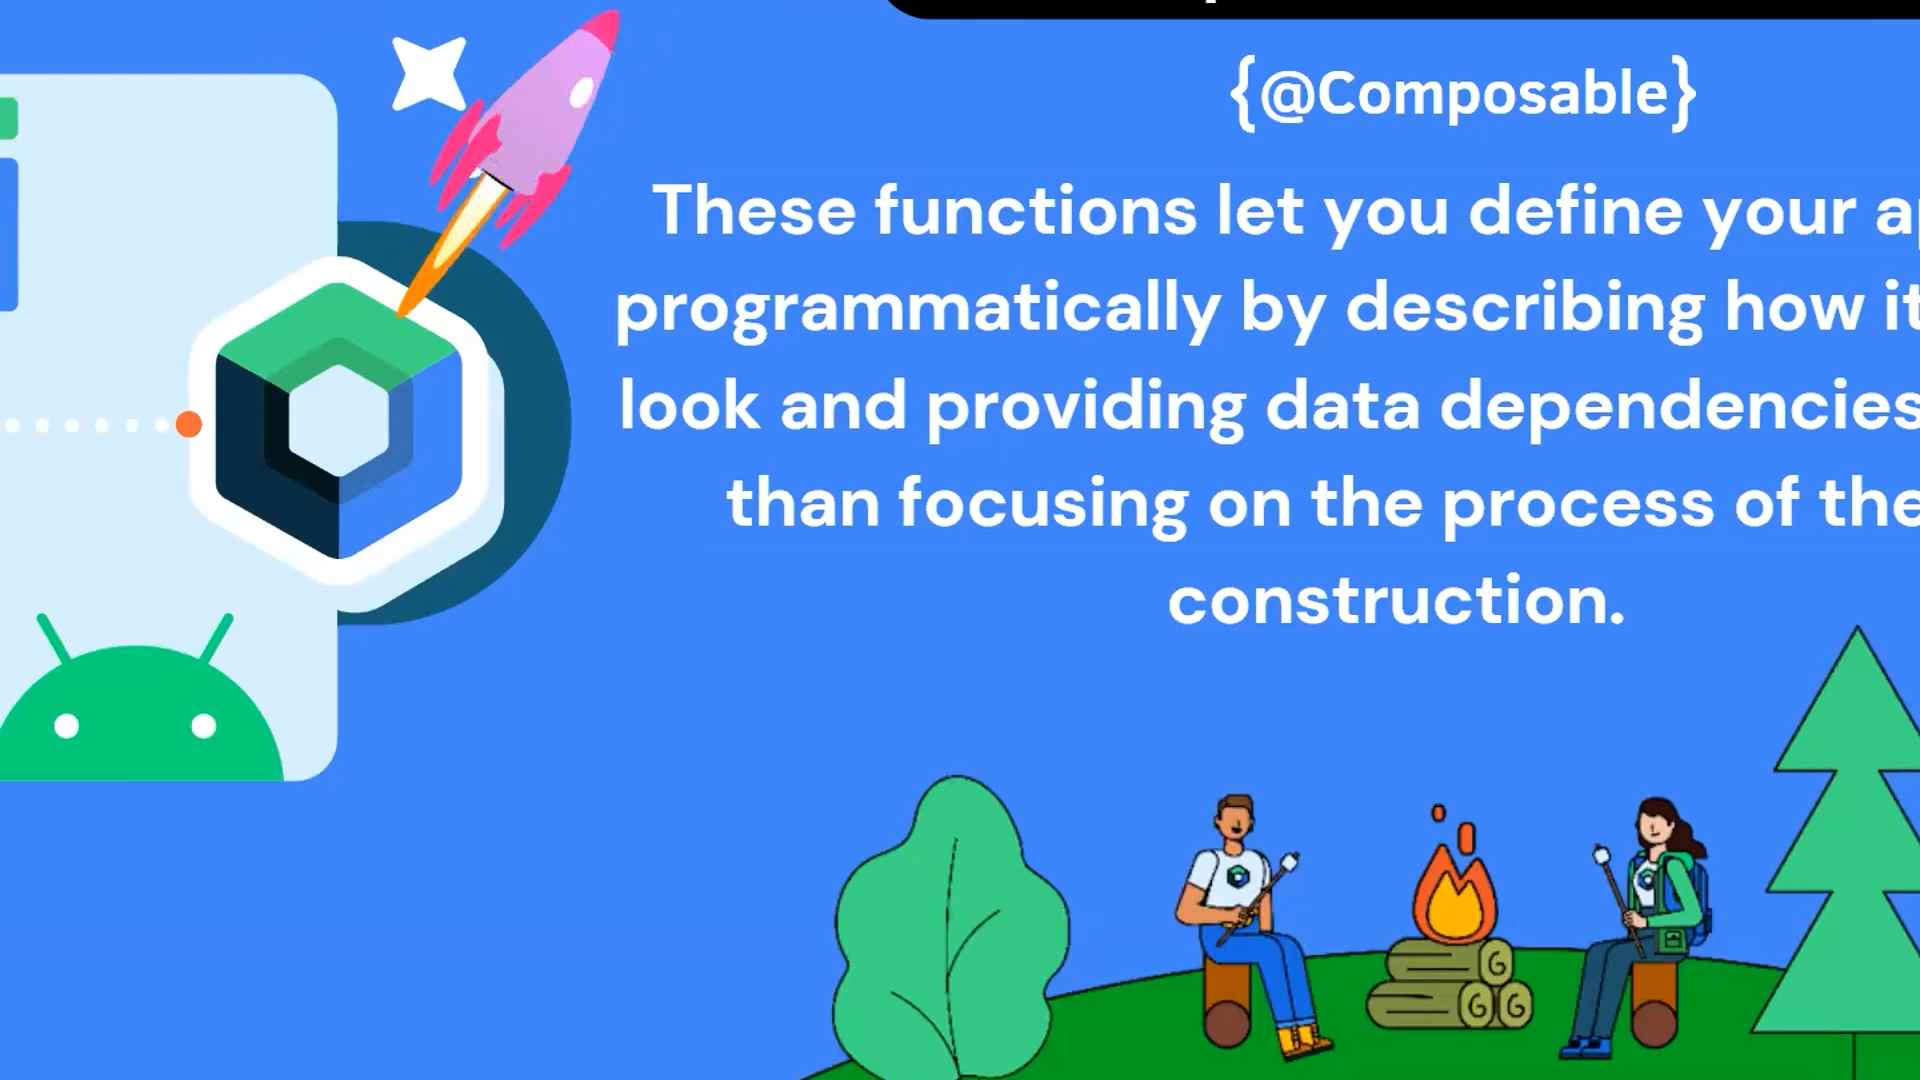 {@Composable}
These functions let you define your
programmatically by describing how it
look and providing data dependencies
than focusing on the process of the
construction.